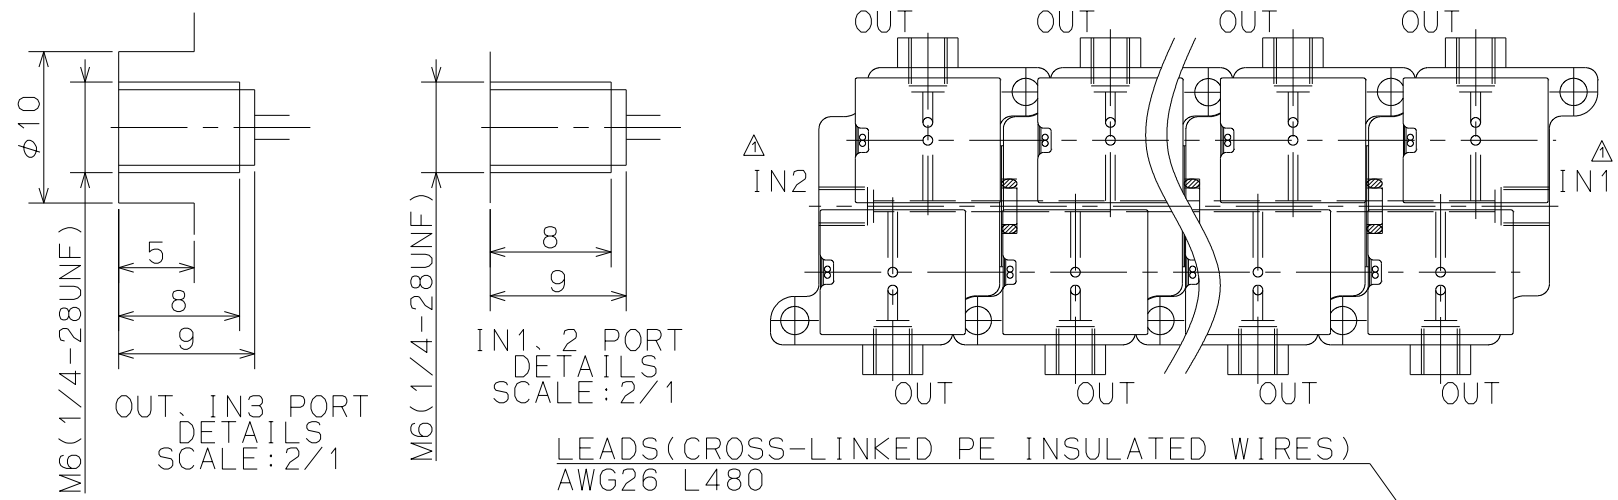 φ10
M6(1/4-28UNF)
5
8
9
OUT、IN3 PORT
DETAILS
SCALE:2/1
M6(1/4-28UNF)
8
9
IN1、2 PORT
DETAILS
SCALE:2/1
OUT
OUT
OUT
OUT
1
IN2
1
IN1
OUT
OUT
OUT
OUT
LEADS(CROSS-LINKED PE INSULATED WIRES)
AWG26 L480